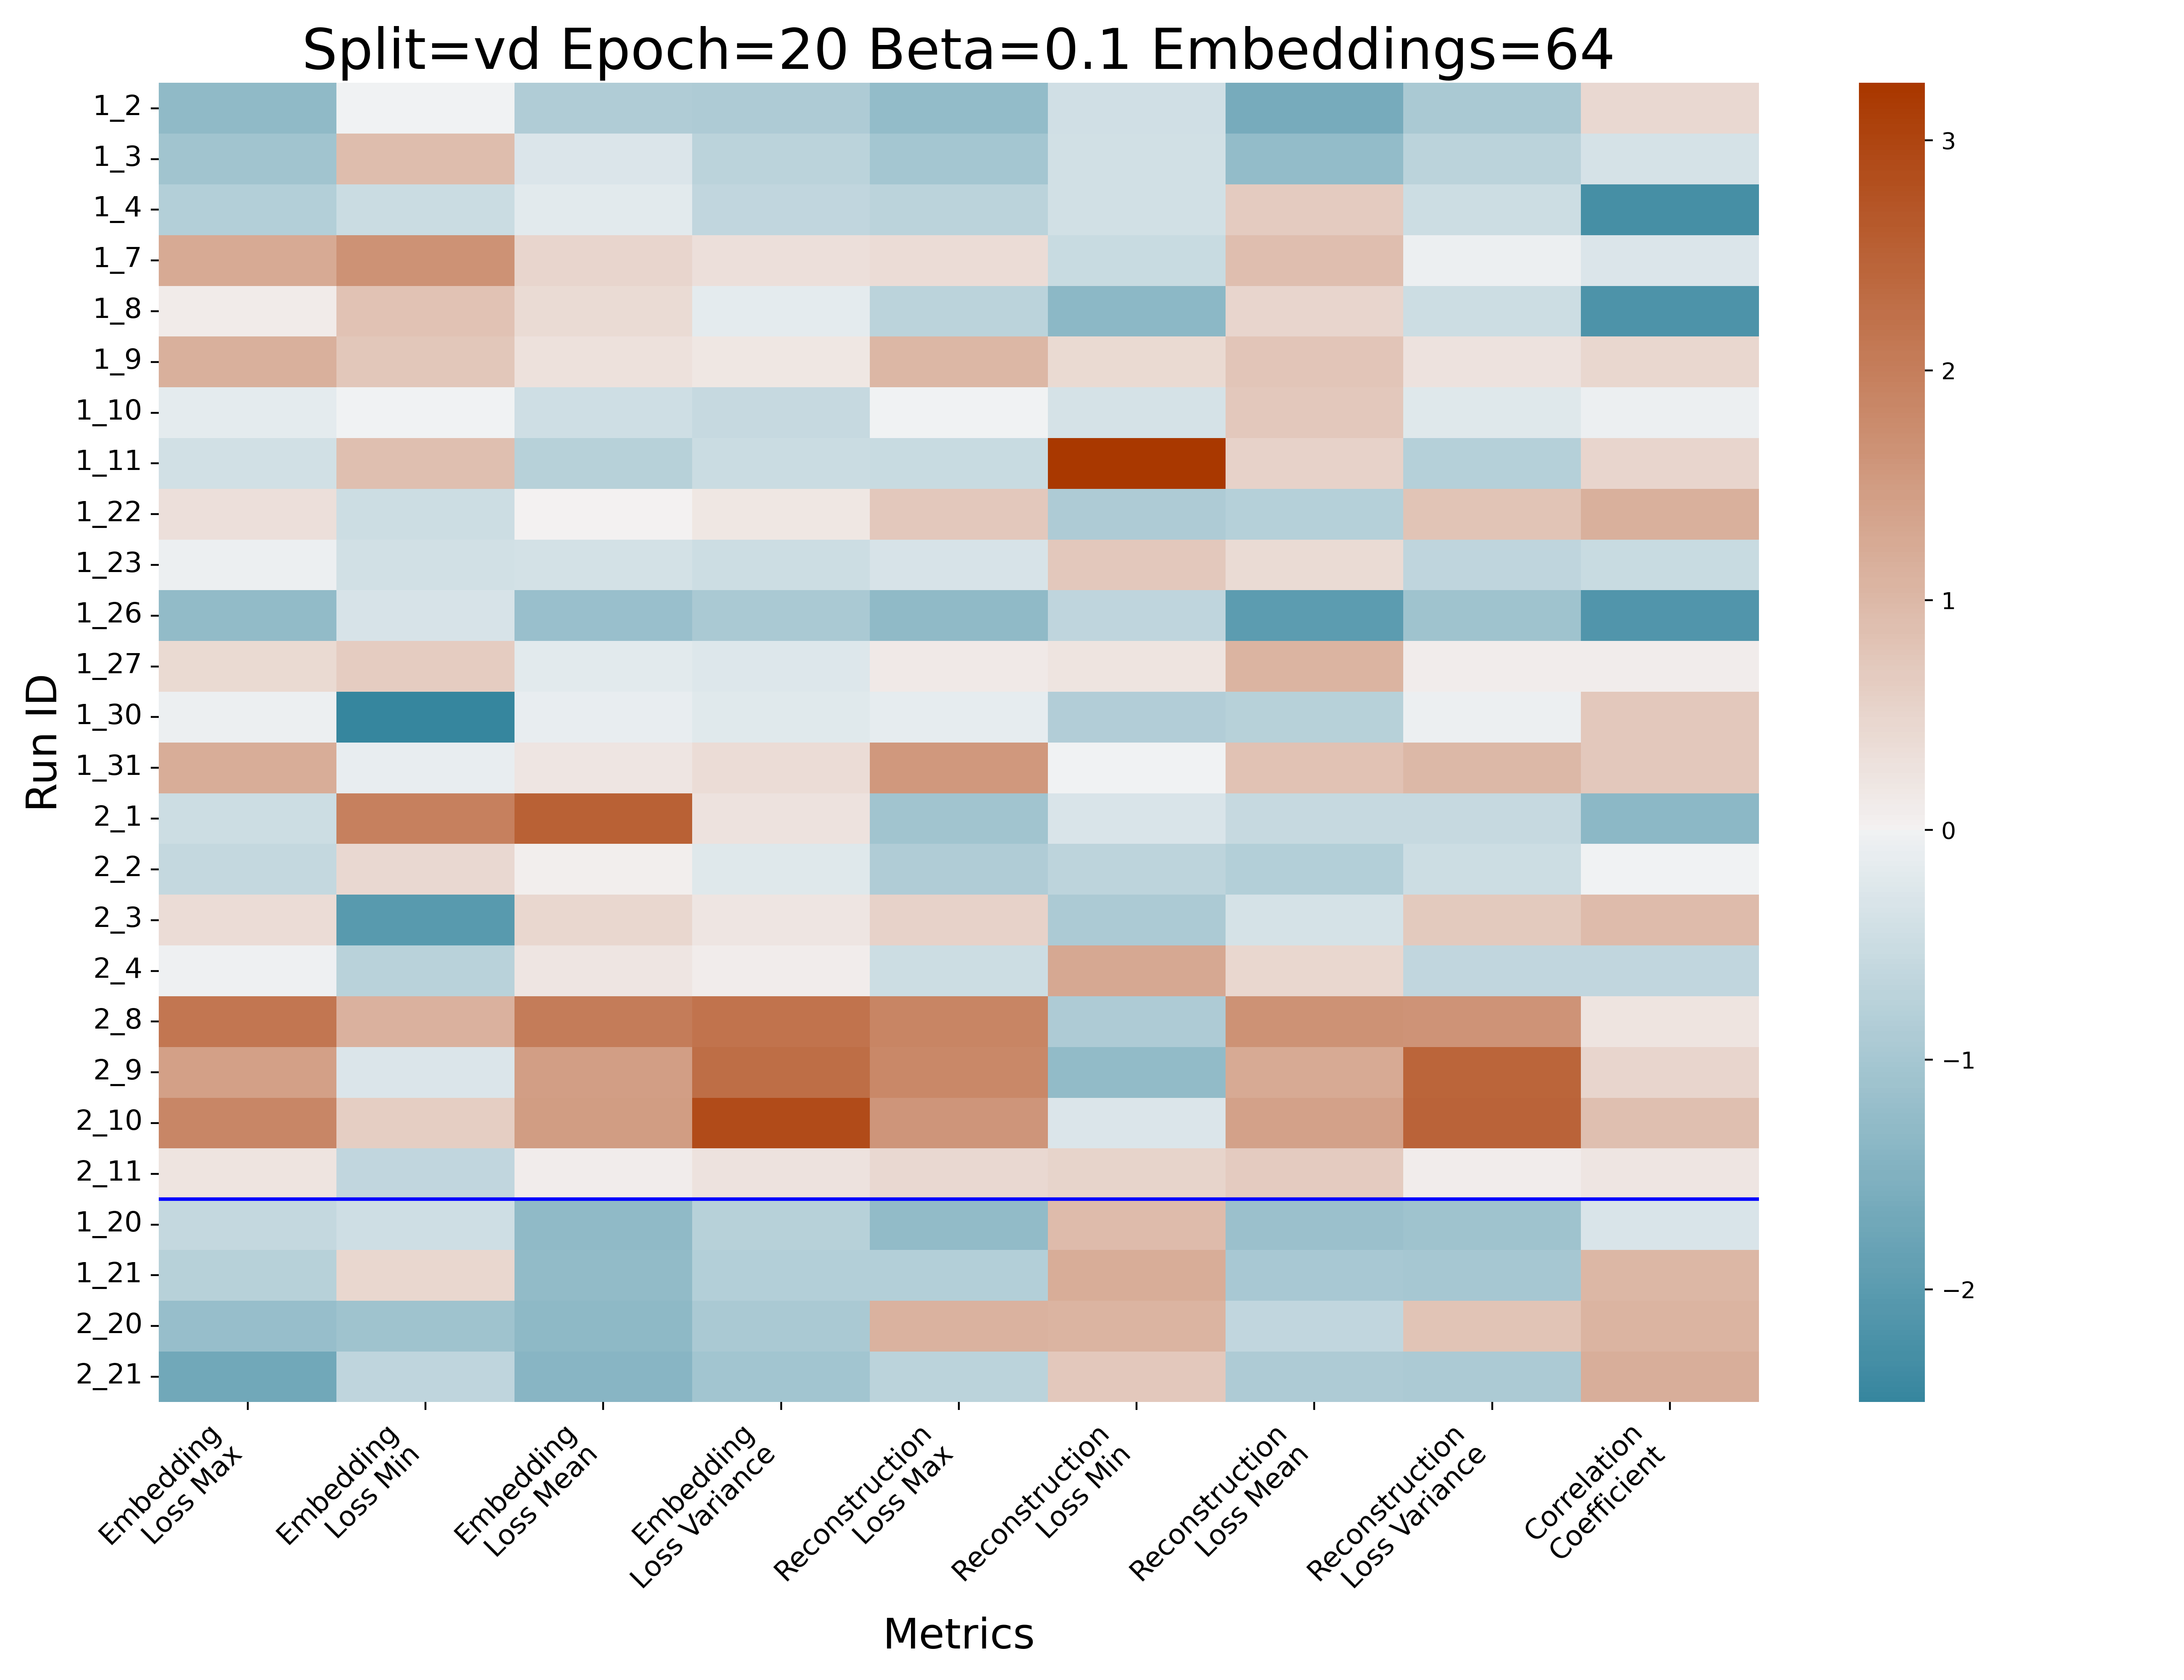 Split=vd Epoch=20 Beta=0.1 Embeddings=64
Run ID
1_2
1_3
1_4
1_7
1_8
1_9
1_10
1_11
1_22
1_23
1_26
1_27
1_30
1_31
2_1
2_2
2_3
2_4
2_8
2_9
2_10
2_11
1_20
1_21
2_20
2_21
Embedding
Loss Max
Embedding
Loss Min
Embedding
Loss Mean
Embedding
Loss Variance
Reconstruction
Loss Max
Reconstruction
Loss Min
Reconstruction
Loss Mean
Reconstruction
Loss Variance
Correlation
Coefficient
Metrics
3
2
1
0
−1
−2